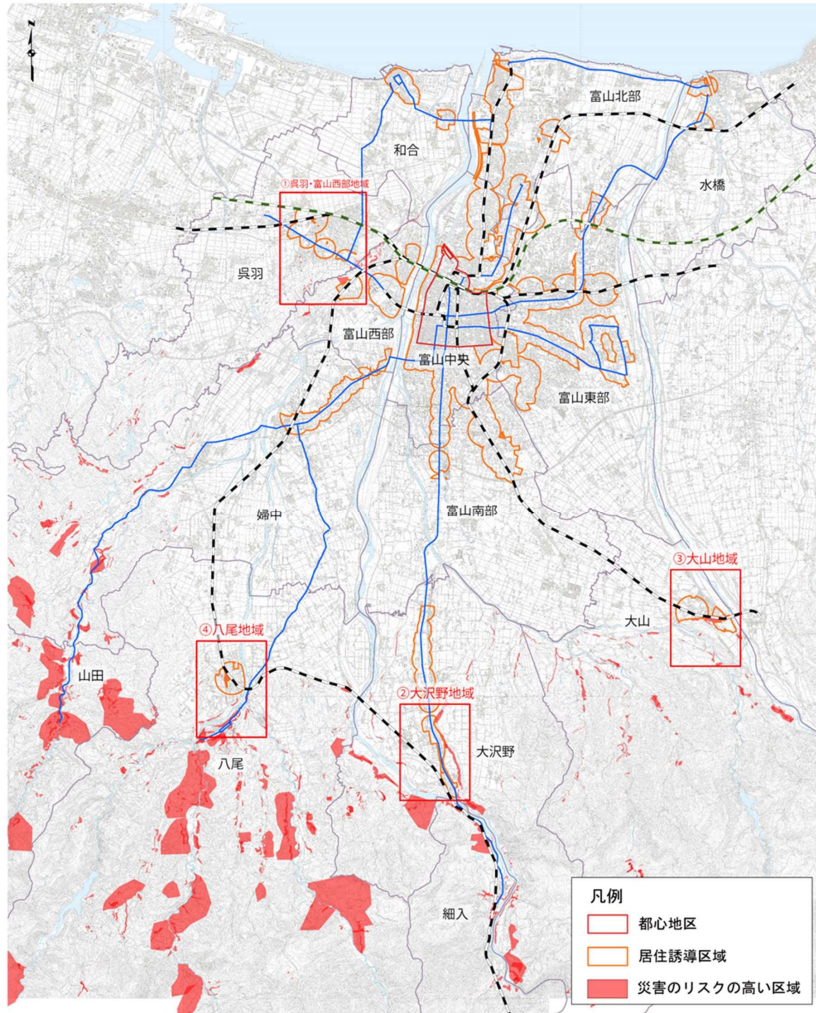 N
富山北部
和合
水橋
①呉羽・富山西部地域
呉羽
富山西部
富山中央
富山東部
婦中
富山南部
③大山地域
大山
④八尾地域
山田
②大沢野地域
大沢野
八尾
細入
凡例
都心地区
居住誘導区域
災害のリスクの高い区域